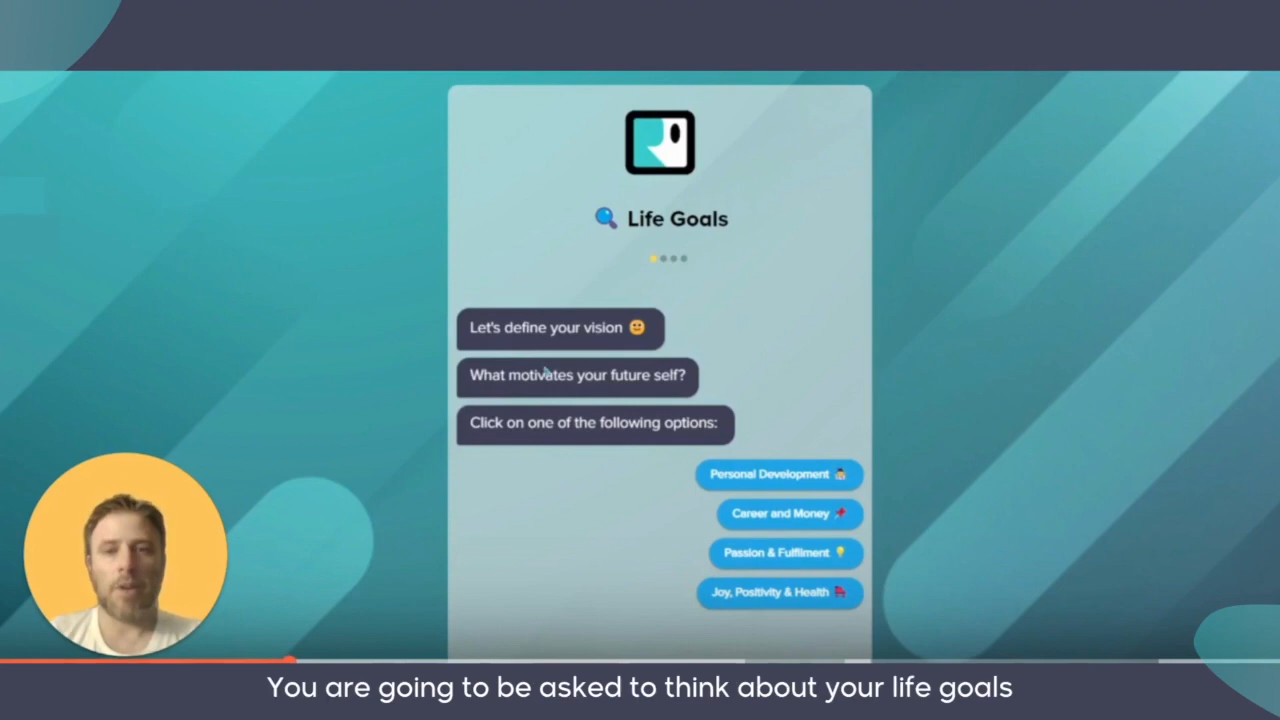 Life Goals
Let's define your vision
What motivates your future self?
Click on one of the following options:
Personal Development
Career and Money
Passion & Fulfilment
Joy, Positivity & Health
You are going to be asked to think about your life goals